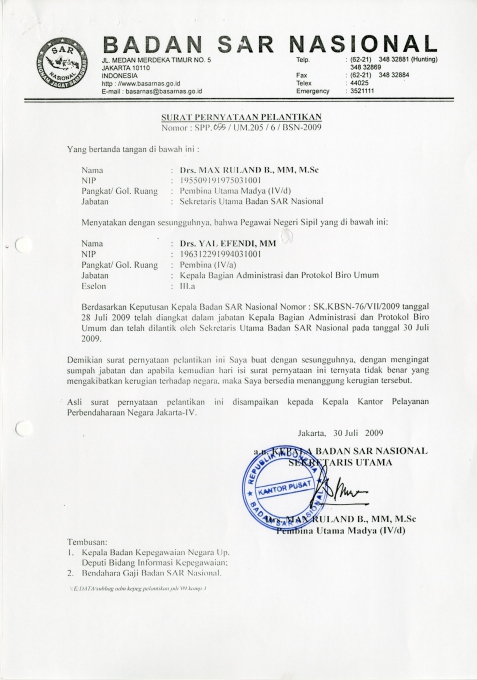 BADAN SAR NASIONAL
SAR
NASIONAL
JL. MEDAN MERDEKA TIMUR NO. 5
JAKARTA 10110
INDONESIA
http : //www.basarnas.go.id
E-mail : basarnas@basarnas.go.id
Telp. : (62-21) 348 32881 (Hunting)
348 32869
Fax : (62-21) 348 32884
Telex : 44025
Emergency : 3521111
SURAT PERNYATAAN PELANTIKAN
Nomor : SPP. / UM.205 / 6 / BSN-2009
Yang bertanda tangan di bawah ini :
Nama : Drs. MAX RULAND B., MM, M.Sc
NIP : 195509191975031001
Pangkat/ Gol. Ruang : Pembina Utama Madya (IV/d)
Jabatan : Sekretaris Utama Badan SAR Nasional
Menyatakan dengan sesungguhnya, bahwa Pegawai Negeri Sipil yang di bawah ini:
Nama : Drs. YAL EFENDI, MM
NIP : 196312291994031001
Pangkat/ Gol. Ruang : Pembina (IV/a)
Jabatan : Kepala Bagian Administrasi dan Protokol Biro Umum
Eselon : III.a
Berdasarkan Keputusan Kepala Badan SAR Nasional Nomor : SK.KBSN-76/VII/2009 tanggal
28 Juli 2009 telah diangkat dalam jabatan Kepala Bagian Administrasi dan Protokol Biro
Umum dan telah dilantik oleh Sekretaris Utama Badan SAR Nasional pada tanggal 30 Juli
2009.
Demikian surat pernyataan pelantikan ini Saya buat dengan sesungguhnya, dengan mengingat
sumpah jabatan dan apabila kemudian hari isi surat pernyataan ini ternyata tidak benar yang
mengakibatkan kerugian terhadap negara, maka Saya bersedia menanggung kerugian tersebut.
Asli surat pernyataan pelantikan ini disampaikan kepada Kepala Kantor Pelayanan
Perbendaharaan Negara Jakarta-IV.
Jakarta, 30 Juli 2009
a.n. KEPALA BADAN SAR NASIONAL
SEKRETARIS UTAMA
REPUBLIK INDONESIA
KANTOR PUSAT
BADAN SAR NASIONAL
Drs. MAX RULAND B., MM, M.Sc
Pembina Utama Madya (IV/d)
Tembusan:
1. Kepala Badan Kepegawaian Negara Up.
Deputi Bidang Informasi Kepegawaian;
2. Bendahara Gaji Badan SAR Nasional.